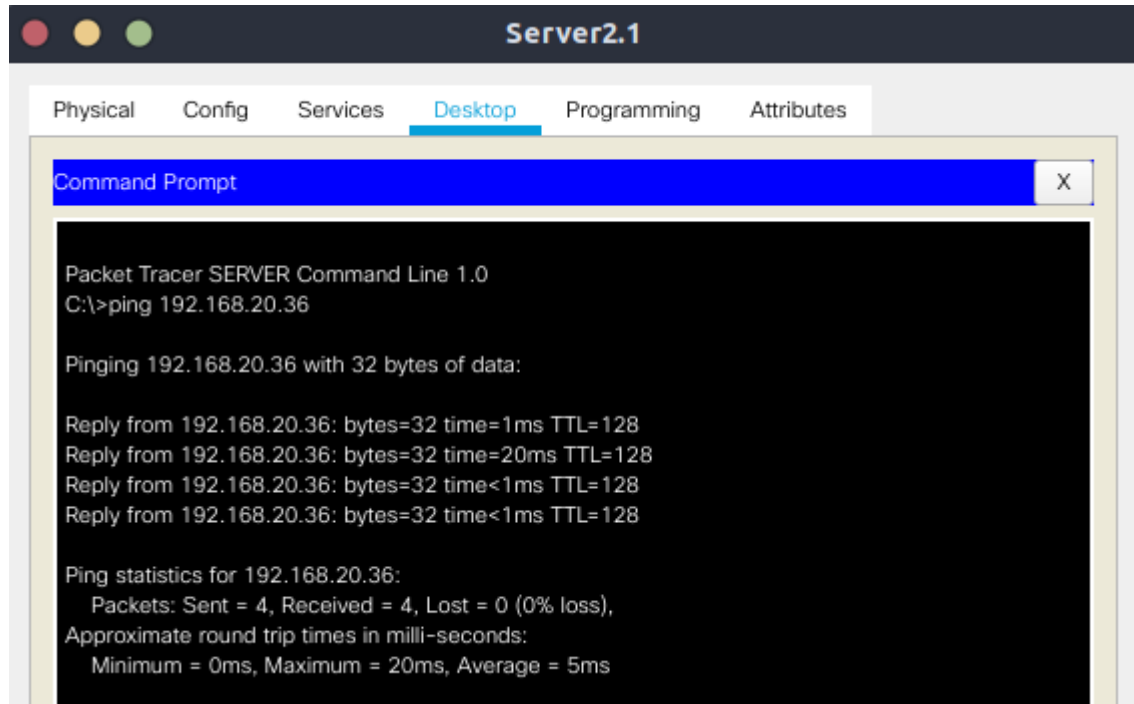 Server2.1
Physical Config Services Desktop Programming Attributes
Command Prompt X
Packet Tracer SERVER Command Line 1.0
C:\>ping 192.168.20.36
Pinging 192.168.20.36 with 32 bytes of data:
Reply from 192.168.20.36: bytes=32 time=1ms TTL=128
Reply from 192.168.20.36: bytes=32 time=20ms TTL=128
Reply from 192.168.20.36: bytes=32 time<1ms TTL=128
Reply from 192.168.20.36: bytes=32 time<1ms TTL=128
Ping statistics for 192.168.20.36:
Packets: Sent = 4, Received = 4, Lost = 0 (0% loss),
Approximate round trip times in milli-seconds:
Minimum = 0ms, Maximum = 20ms, Average = 5ms